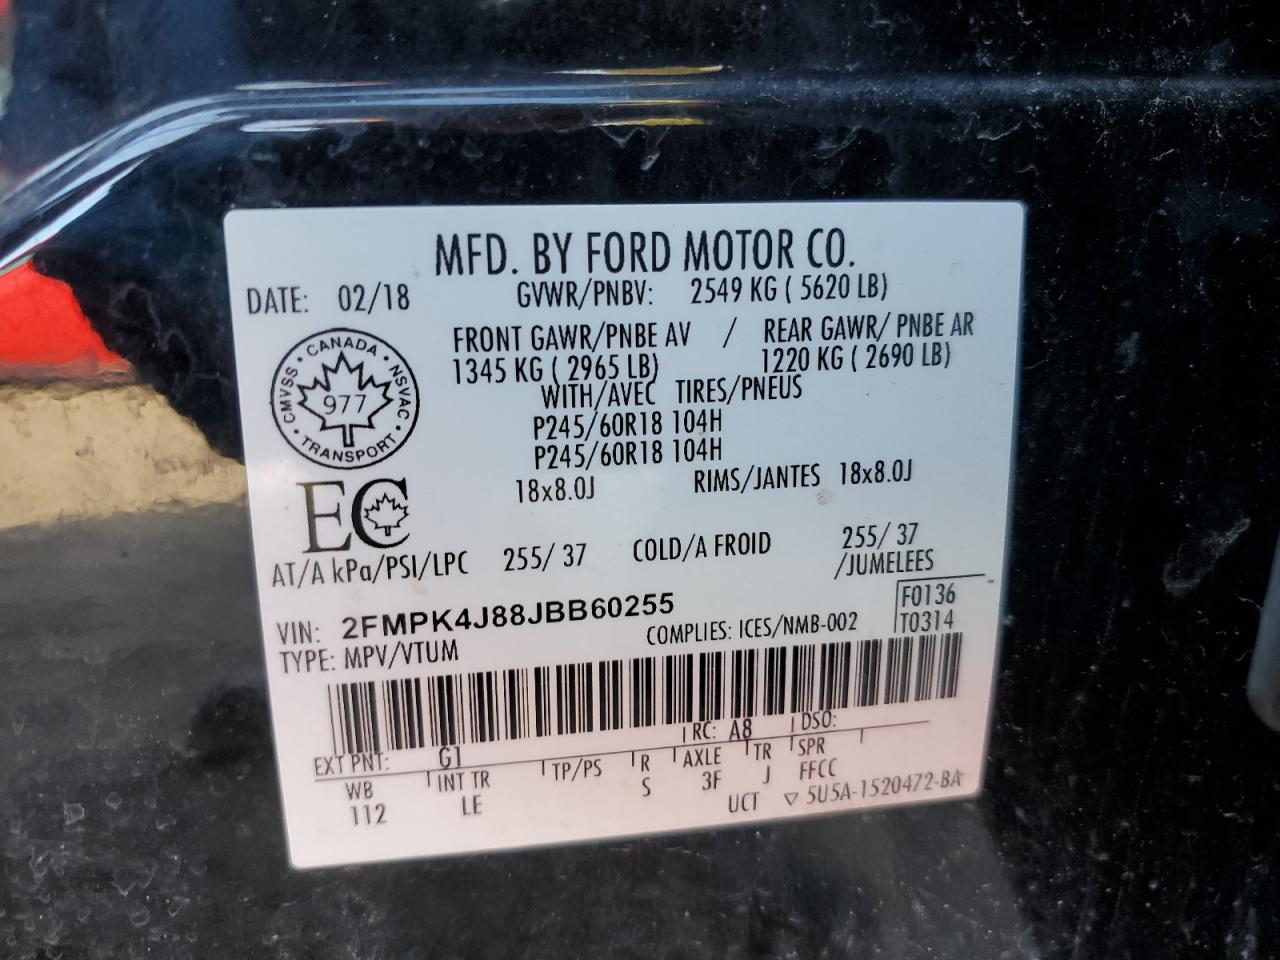 MFD. BY FORD MOTOR CO.
DATE: 02/18 GVWR/PNBV: 2549 KG ( 5620 LB)
FRONT GAWR/PNBE AV / REAR GAWR/ PNBE AR
1345 KG ( 2965 LB) 1220 KG ( 2690 LB)
WITH/AVEC TIRES/PNEUS
P245/60R18 104H
P245/60R18 104H
18x8.0J RIMS/JANTES 18x8.0J
CANADA
CMVSS • NSVAC
977
TRANSPORT
EC
AT/A kPa/PSI/LPC 255/ 37 COLD/A FROID 255/ 37
/JUMELEES
VIN: 2FMPK4J88JBB60255 F0136
TYPE: MPV/VTUM COMPLIES: ICES/NMB-002 T0314
EXT PNT: G1 RC: A8 DSO:
WB INT TR TP/PS R AXLE TR SPR
112 LE S 3F J FFCC
UCT ▽ 5U5A-1520472-BA